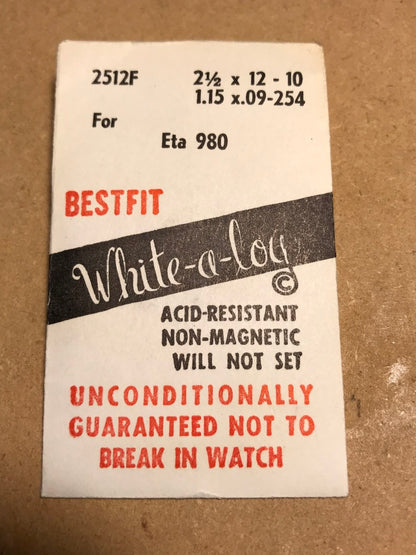 2512F 2½ x 12 - 10
1.15 x.09-254
For
Eta 980
BESTFIT
White-a-log ©
ACID-RESISTANT
NON-MAGNETIC
WILL NOT SET
UNCONDITIONALLY
GUARANTEED NOT TO
BREAK IN WATCH